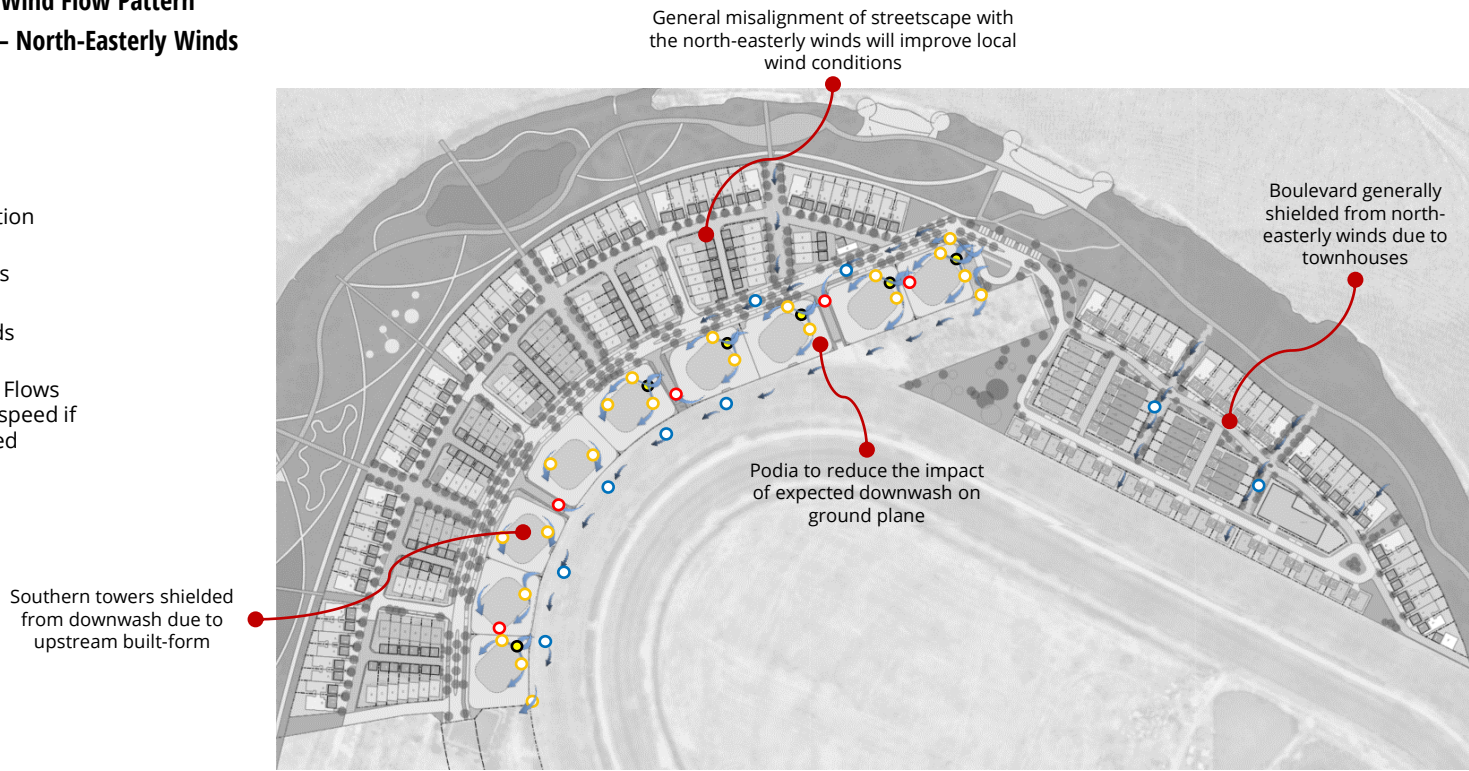 Wind Flow Pattern
– North-Easterly Winds
tion
s
ds
Flows
speed if
ed
General misalignment of streetscape with
the north-easterly winds will improve local
wind conditions
Boulevard generally
shielded from north-
easterly winds due to
townhouses
Podia to reduce the impact
of expected downwash on
ground plane
Southern towers shielded
from downwash due to
upstream built-form